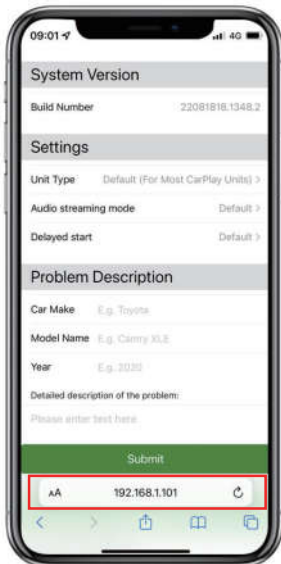 09:01 4G
System Version
Build Number 22081818.1348.2
Settings
Unit Type Default (For Most CarPlay Units) >
Audio streaming mode Default >
Delayed start Default >
Problem Description
Car Make E.g. Toyota
Model Name E.g. Camry XLE
Year E.g. 2020
Detailed description of the problem:
Please enter text here
Submit
AA 192.168.1.101